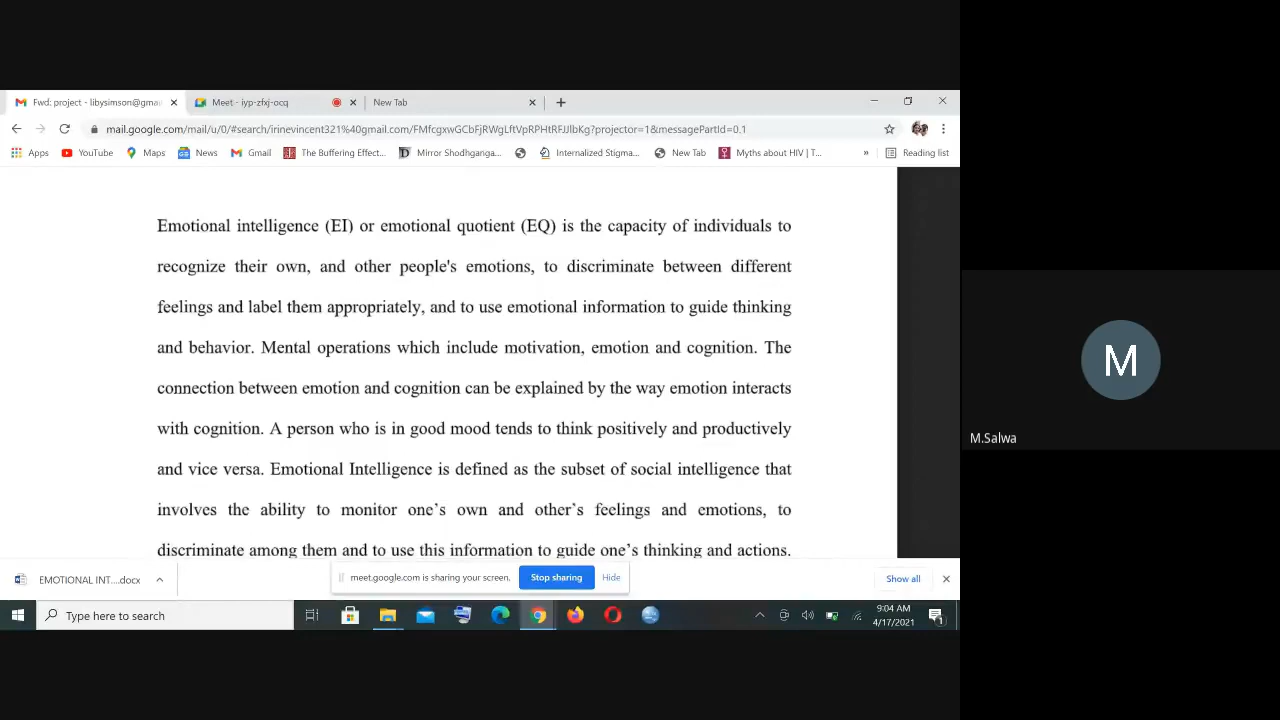 Fwd: project - libysimson@gmai
Meet - iyp-zfxj-ocq
New Tab
mail.google.com/mail/u/0/#search/irinevincent321%40gmail.com/FMfcgxwGCbFjRWgLftVpRPHtRFJJlbKg?projector=1&messagePartId=0.1
Apps YouTube Maps News Gmail The Buffering Effect... Mirror Shodhganga... Internalized Stigma... New Tab Myths about HIV | T... » Reading list
Emotional intelligence (EI) or emotional quotient (EQ) is the capacity of individuals to
recognize their own, and other people's emotions, to discriminate between different
feelings and label them appropriately, and to use emotional information to guide thinking
and behavior. Mental operations which include motivation, emotion and cognition. The
connection between emotion and cognition can be explained by the way emotion interacts
with cognition. A person who is in good mood tends to think positively and productively
and vice versa. Emotional Intelligence is defined as the subset of social intelligence that
involves the ability to monitor one’s own and other’s feelings and emotions, to
discriminate among them and to use this information to guide one’s thinking and actions.
M
M.Salwa
EMOTIONAL INT....docx
meet.google.com is sharing your screen. Stop sharing Hide
Show all
Type here to search
9:04 AM
4/17/2021
1